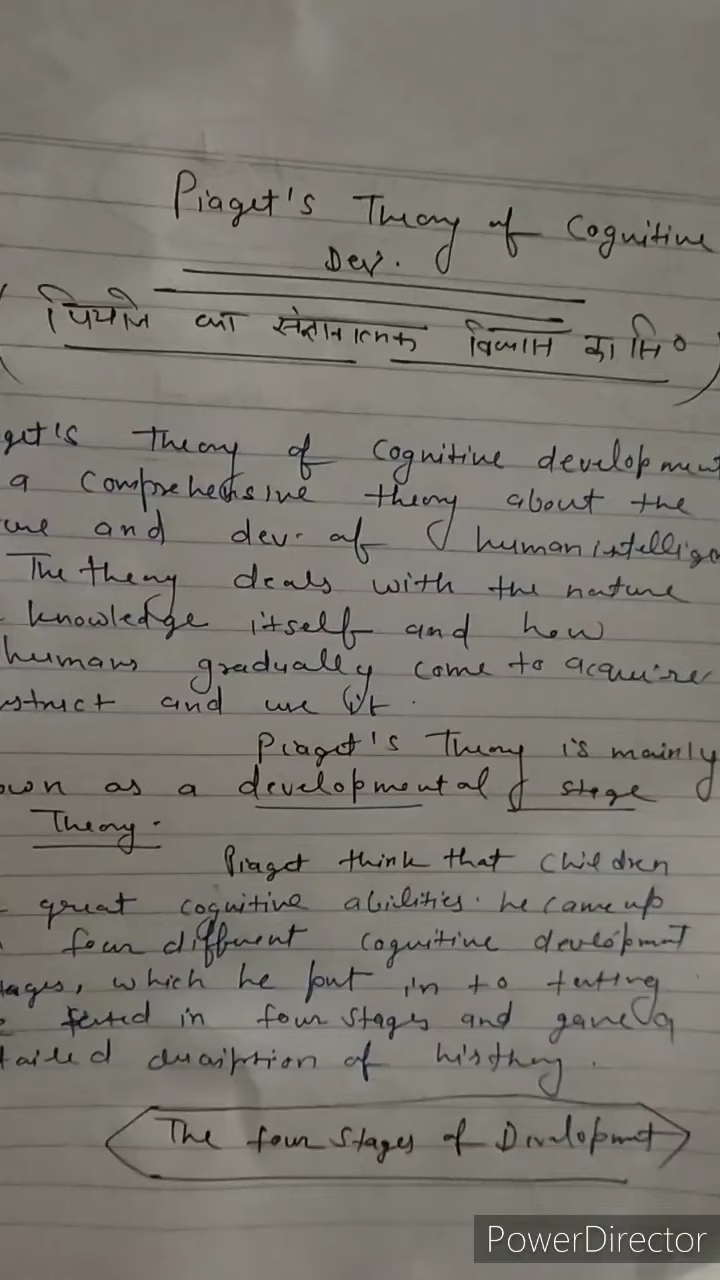 Piaget's Theory of Cognitive
Dev.
(पियाजे का संज्ञानात्मक विकास का सि०)
get's theory of cognitive development
a comprehessive theory about the
ure and dev. of human intellige
The theory deals with the nature
knowledge itself and how
humans gradually come to acquire
struct and use it.
Piaget's Theory is mainly
own as a developmental stage
Theory.
Piaget think that children
great cognitive abilities. he came up
four different cognitive development
tages, which he put in to testing
tested in four stages and gave a
tailed description of his theory.
The four stages of Development
PowerDirector